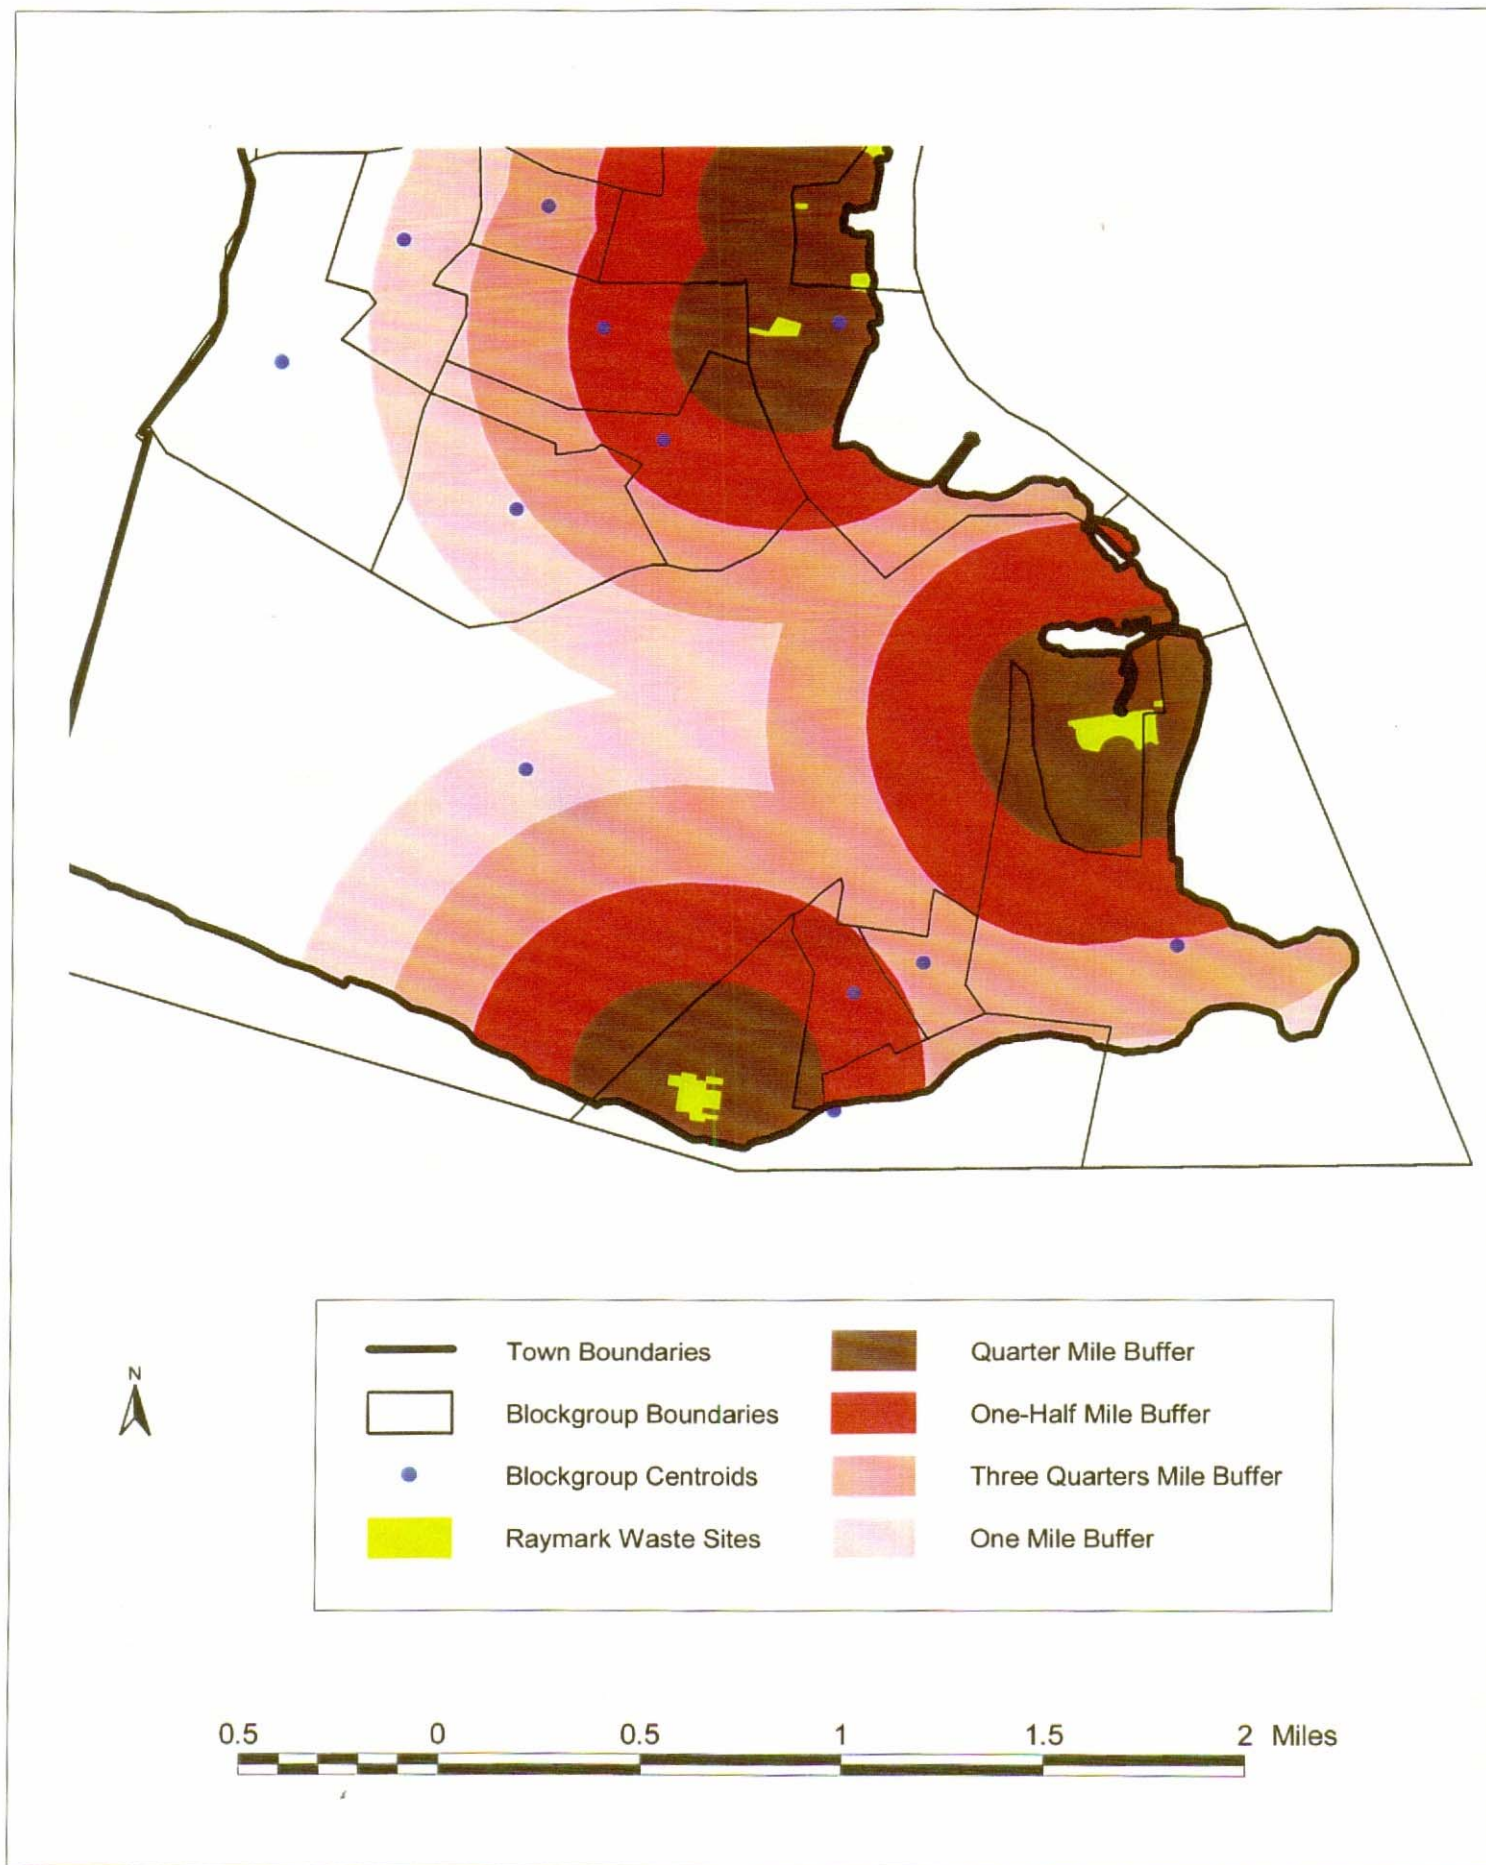 N
Town Boundaries
Blockgroup Boundaries
Blockgroup Centroids
Raymark Waste Sites
Quarter Mile Buffer
One-Half Mile Buffer
Three Quarters Mile Buffer
One Mile Buffer
0.5 0 0.5 1 1.5 2 Miles